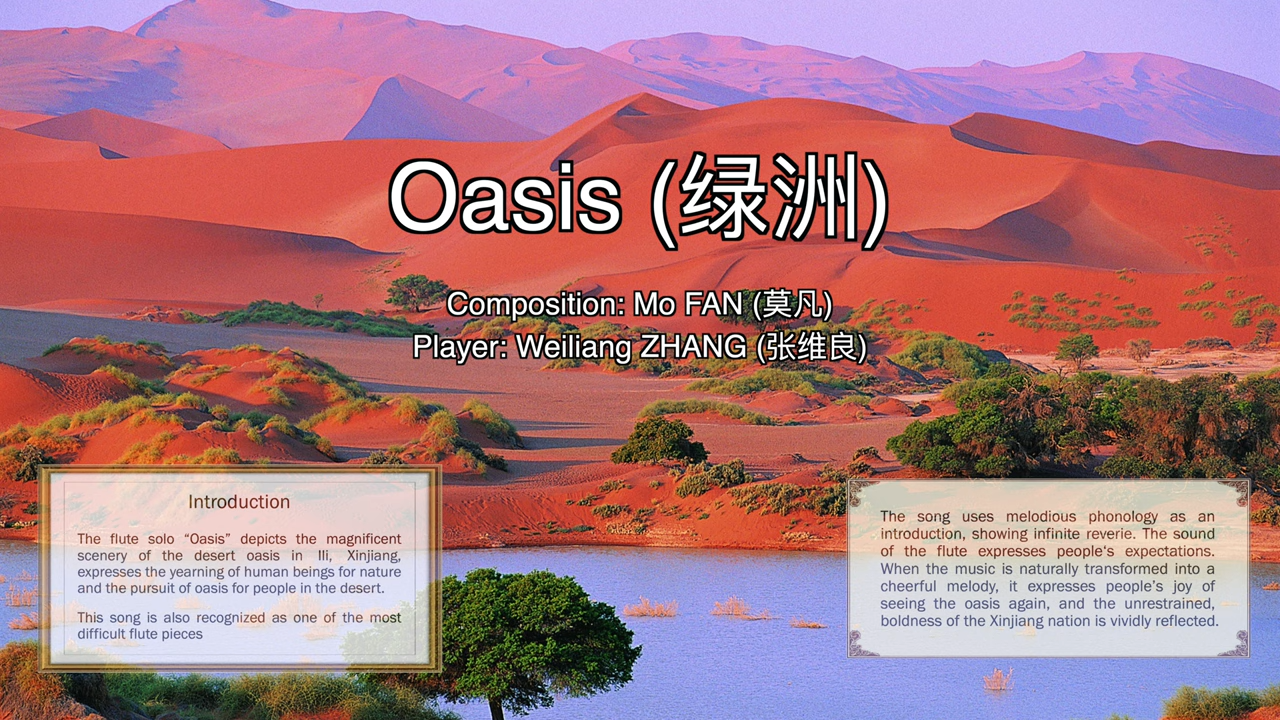 Oasis (绿洲)
Composition: Mo FAN (莫凡)
Player: Weiliang ZHANG (张维良)
Introduction
The flute solo “Oasis” depicts the magnificent
scenery of the desert oasis in Ili, Xinjiang,
expresses the yearning of human beings for nature
and the pursuit of oasis for people in the desert.
This song is also recognized as one of the most
difficult flute pieces
The song uses melodious phonology as an
introduction, showing infinite reverie. The sound
of the flute expresses people‘s expectations.
When the music is naturally transformed into a
cheerful melody, it expresses people’s joy of
seeing the oasis again, and the unrestrained,
boldness of the Xinjiang nation is vividly reflected.